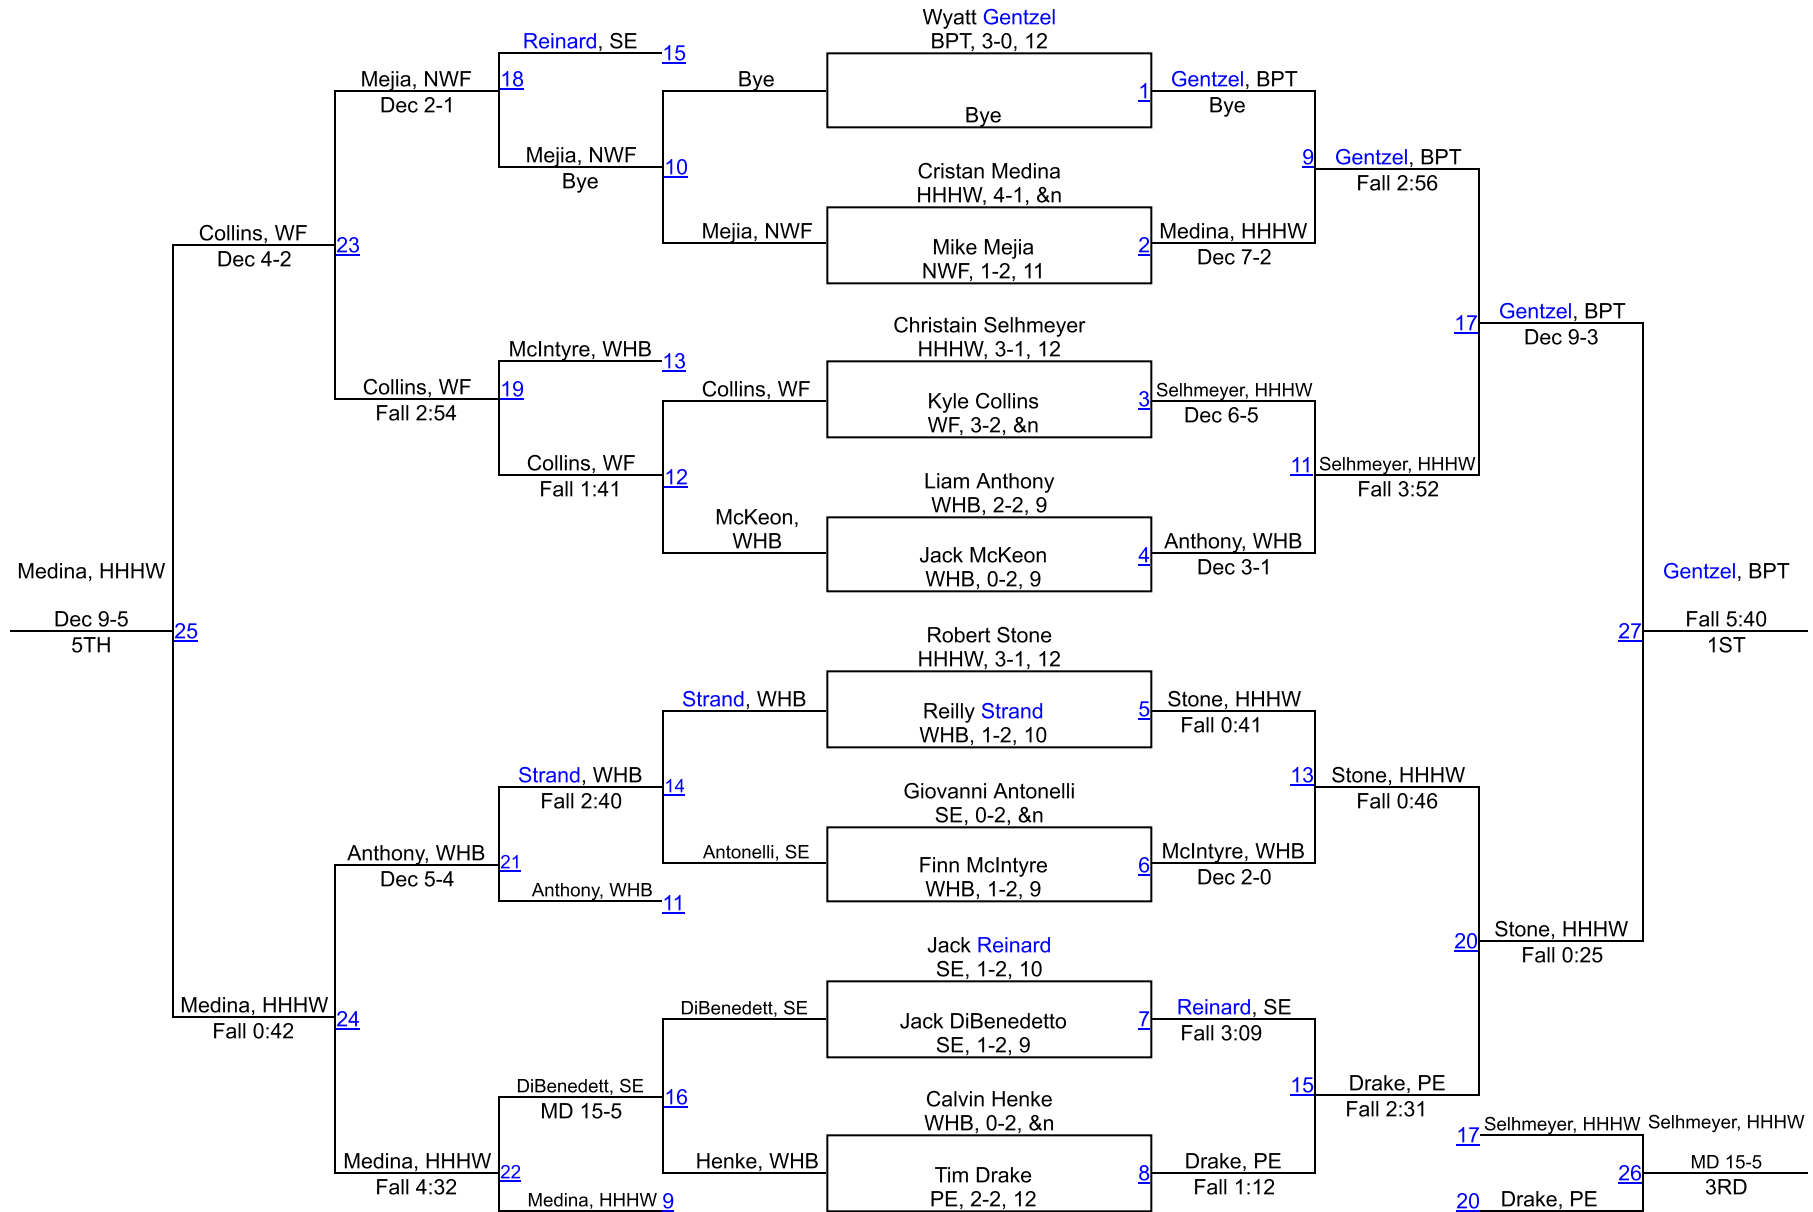 Wyatt Gentzel
BPT, 3-0, 12
Reinard, SE
15
Mejia, NWF
18
Dec 2-1
Bye
1
Gentzel, BPT
Bye
Bye
Mejia, NWF
10
Bye
Cristan Medina
HHHW, 4-1, &n
9
Gentzel, BPT
Fall 2:56
Collins, WF
23
Dec 4-2
Mejia, NWF
Mike Mejia
NWF, 1-2, 11
2
Medina, HHHW
Dec 7-2
Christain Selhmeyer
HHHW, 3-1, 12
17
Gentzel, BPT
Dec 9-3
McIntyre, WHB
13
Collins, WF
19
Fall 2:54
Collins, WF
Kyle Collins
WF, 3-2, &n
3
Selhmeyer, HHHW
Dec 6-5
Collins, WF
12
Fall 1:41
Liam Anthony
WHB, 2-2, 9
11
Selhmeyer, HHHW
Fall 3:52
McKeon,
WHB
Jack McKeon
WHB, 0-2, 9
4
Anthony, WHB
Dec 3-1
Medina, HHHW
Dec 9-5
5TH
25
Gentzel, BPT
27
Fall 5:40
1ST
Robert Stone
HHHW, 3-1, 12
Strand, WHB
Reilly Strand
WHB, 1-2, 10
5
Stone, HHHW
Fall 0:41
Strand, WHB
14
Fall 2:40
Giovanni Antonelli
SE, 0-2, &n
13
Stone, HHHW
Fall 0:46
Anthony, WHB
21
Dec 5-4
Antonelli, SE
Finn McIntyre
WHB, 1-2, 9
6
McIntyre, WHB
Dec 2-0
Anthony, WHB
11
Jack Reinard
SE, 1-2, 10
20
Stone, HHHW
Fall 0:25
Medina, HHHW
24
Fall 0:42
DiBenedett, SE
Jack DiBenedetto
SE, 1-2, 9
7
Reinard, SE
Fall 3:09
DiBenedett, SE
16
MD 15-5
Calvin Henke
WHB, 0-2, &n
15
Drake, PE
Fall 2:31
Medina, HHHW
22
Fall 4:32
Henke, WHB
Tim Drake
PE, 2-2, 12
8
Drake, PE
Fall 1:12
Medina, HHHW
9
17
Selhmeyer, HHHW
Selhmeyer, HHHW
26
MD 15-5
3RD
20
Drake, PE